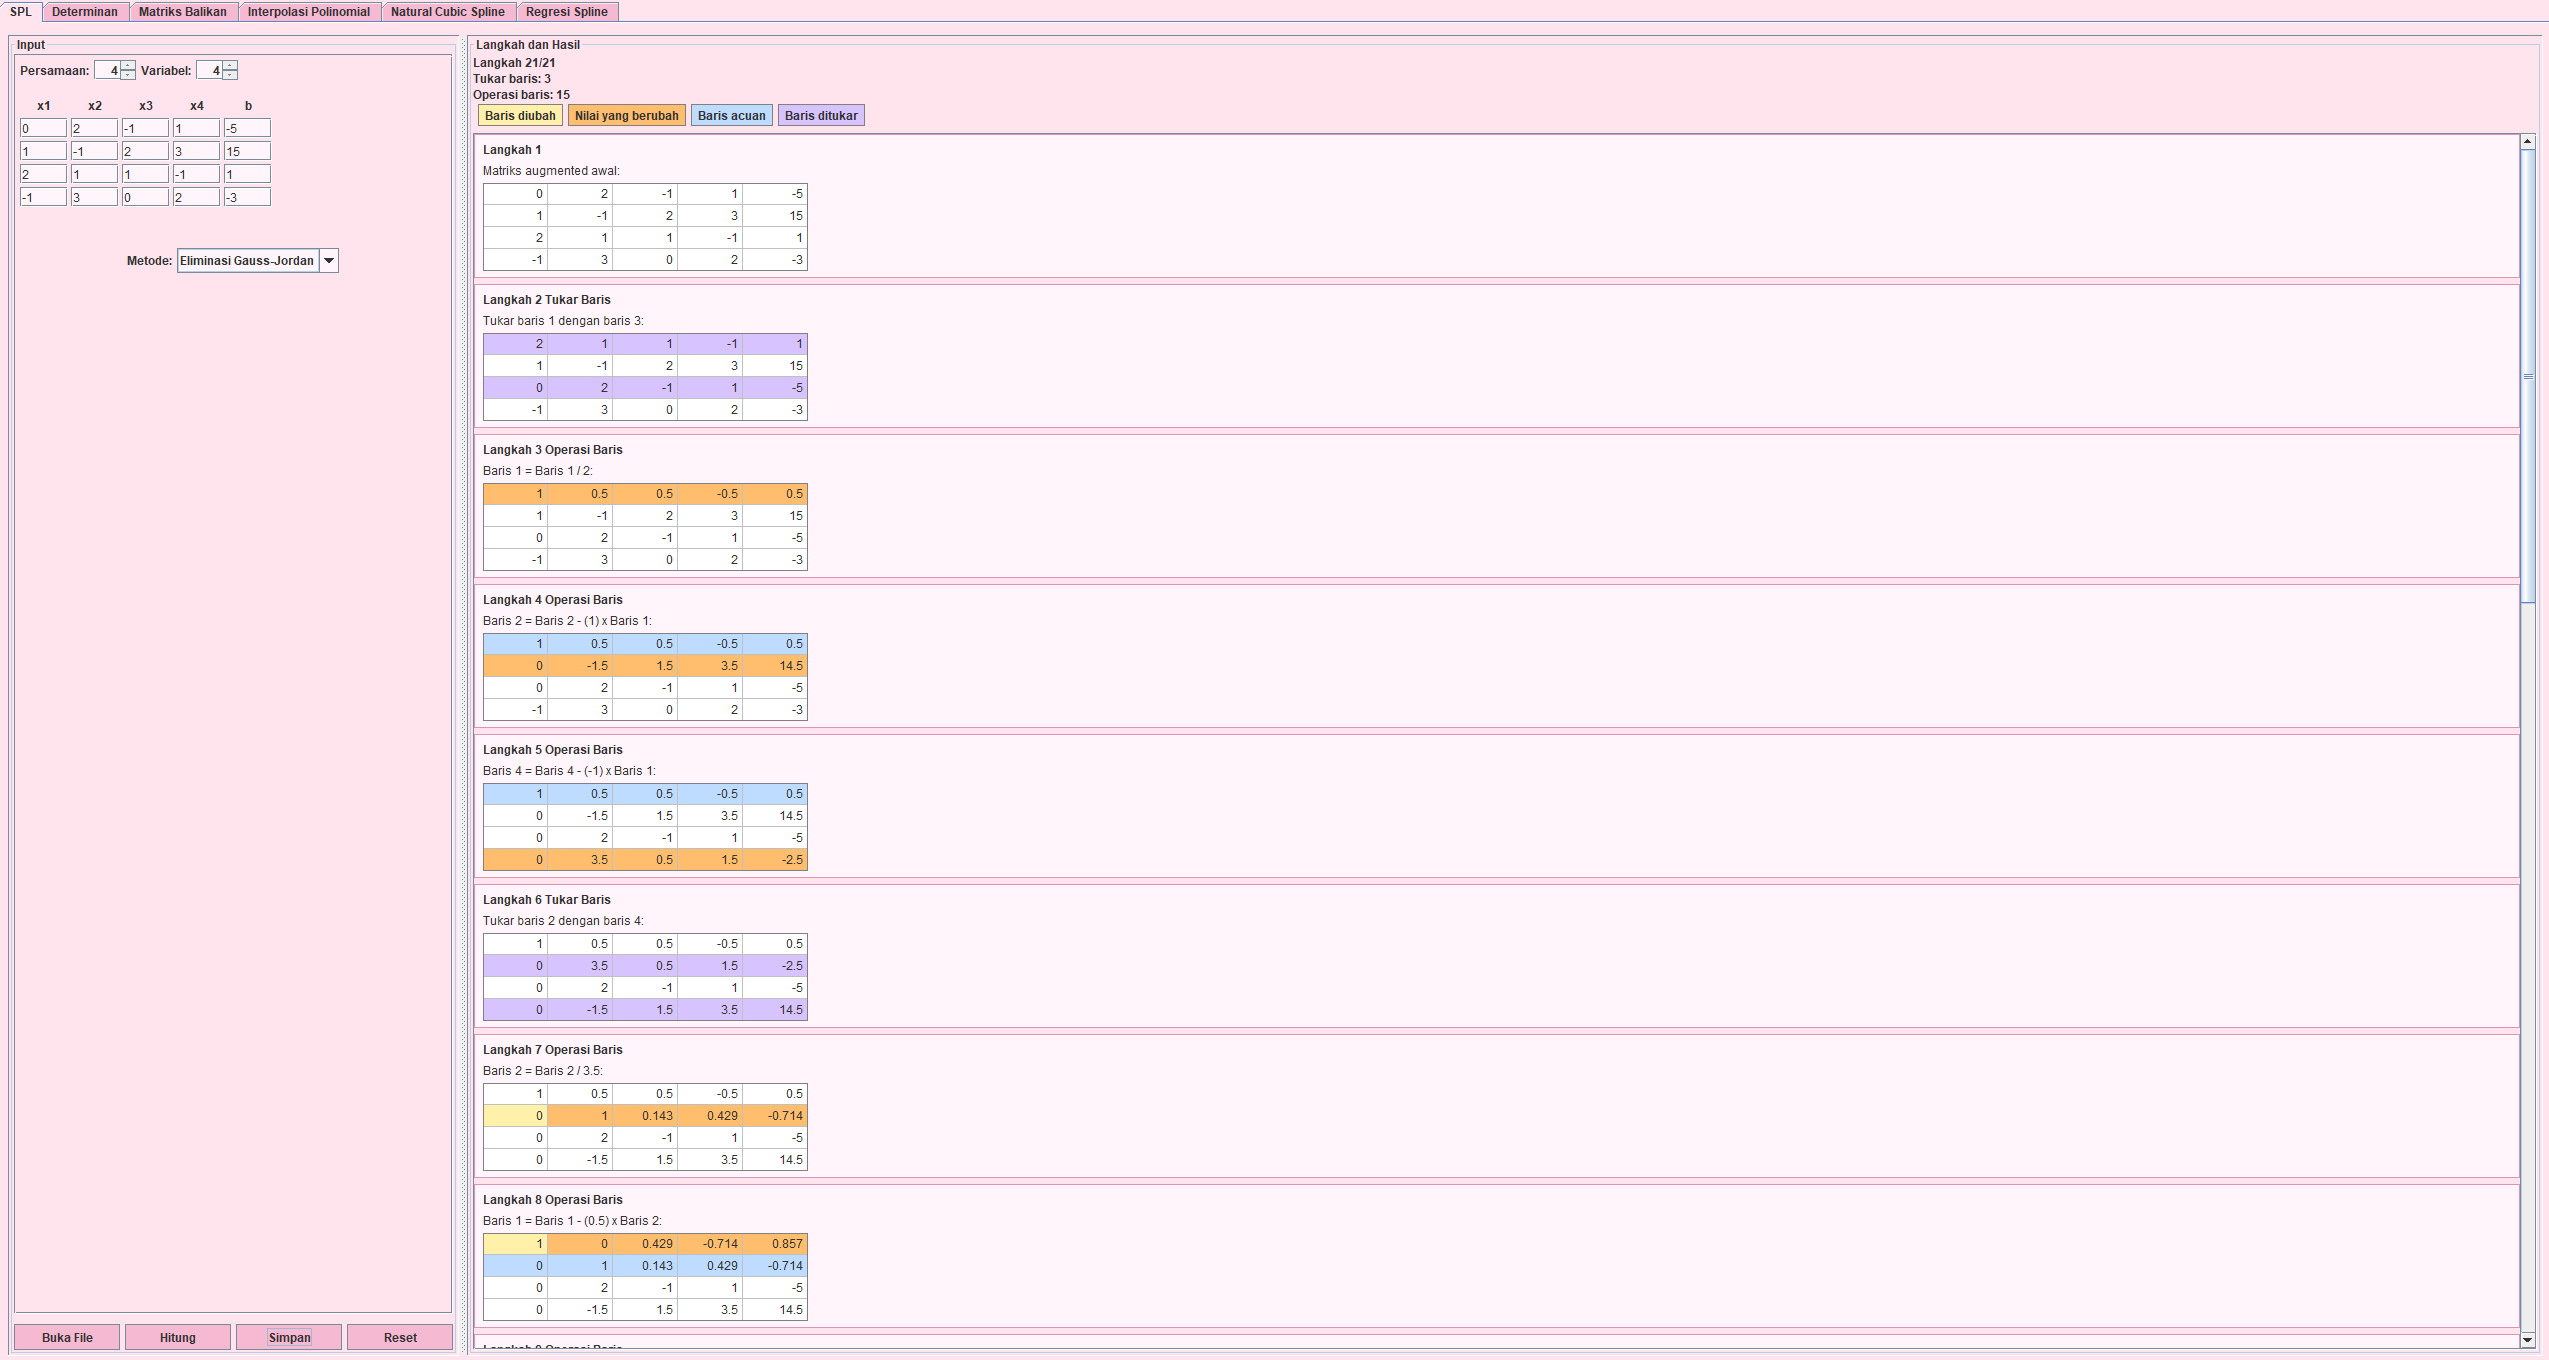 SPL Determinan Matriks Balikan Interpolasi Polinomial Natural Cubic Spline Regresi Spline
Input
Persamaan: 4 Variabel: 4
x1 x2 x3 x4 b
0 2 -1 1 -5
1 -1 2 3 15
2 1 1 -1 1
-1 3 0 2 -3
Metode: Eliminasi Gauss-Jordan
Buka File Hitung Simpan Reset
Langkah dan Hasil
Langkah 21/21
Tukar baris: 3
Operasi baris: 15
Baris diubah Nilai yang berubah Baris acuan Baris ditukar
Langkah 1
Matriks augmented awal:
0 2 -1 1 -5
1 -1 2 3 15
2 1 1 -1 1
-1 3 0 2 -3
Langkah 2 Tukar Baris
Tukar baris 1 dengan baris 3:
2 1 1 -1 1
1 -1 2 3 15
0 2 -1 1 -5
-1 3 0 2 -3
Langkah 3 Operasi Baris
Baris 1 = Baris 1 / 2:
1 0.5 0.5 -0.5 0.5
1 -1 2 3 15
0 2 -1 1 -5
-1 3 0 2 -3
Langkah 4 Operasi Baris
Baris 2 = Baris 2 - (1) x Baris 1:
1 0.5 0.5 -0.5 0.5
0 -1.5 1.5 3.5 14.5
0 2 -1 1 -5
-1 3 0 2 -3
Langkah 5 Operasi Baris
Baris 4 = Baris 4 - (-1) x Baris 1:
1 0.5 0.5 -0.5 0.5
0 -1.5 1.5 3.5 14.5
0 2 -1 1 -5
0 3.5 0.5 1.5 -2.5
Langkah 6 Tukar Baris
Tukar baris 2 dengan baris 4:
1 0.5 0.5 -0.5 0.5
0 3.5 0.5 1.5 -2.5
0 2 -1 1 -5
0 -1.5 1.5 3.5 14.5
Langkah 7 Operasi Baris
Baris 2 = Baris 2 / 3.5:
1 0.5 0.5 -0.5 0.5
0 1 0.143 0.429 -0.714
0 2 -1 1 -5
0 -1.5 1.5 3.5 14.5
Langkah 8 Operasi Baris
Baris 1 = Baris 1 - (0.5) x Baris 2:
1 0 0.429 -0.714 0.857
0 1 0.143 0.429 -0.714
0 2 -1 1 -5
0 -1.5 1.5 3.5 14.5
Langkah 9 Operasi Baris